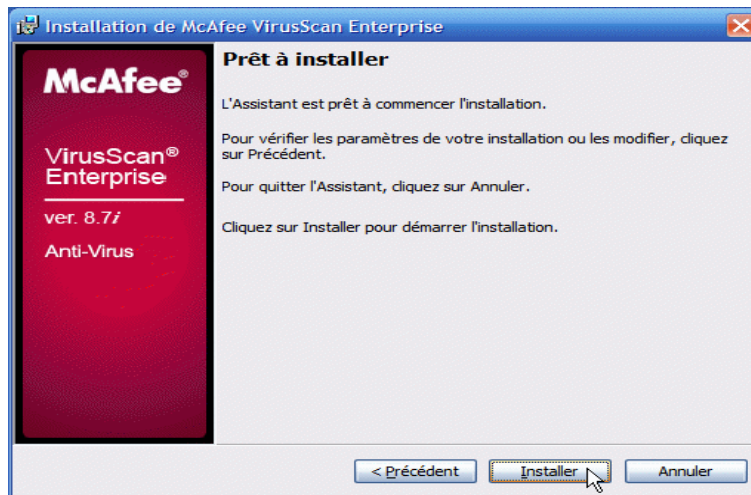 Installation de McAfee VirusScan Enterprise
McAfee®
VirusScan®
Enterprise
ver. 8.7i
Anti-Virus
Prêt à installer
L'Assistant est prêt à commencer l'installation.
Pour vérifier les paramètres de votre installation ou les modifier, cliquez
sur Précédent.
Pour quitter l'Assistant, cliquez sur Annuler.
Cliquez sur Installer pour démarrer l'installation.
< Précédent
Installer
Annuler